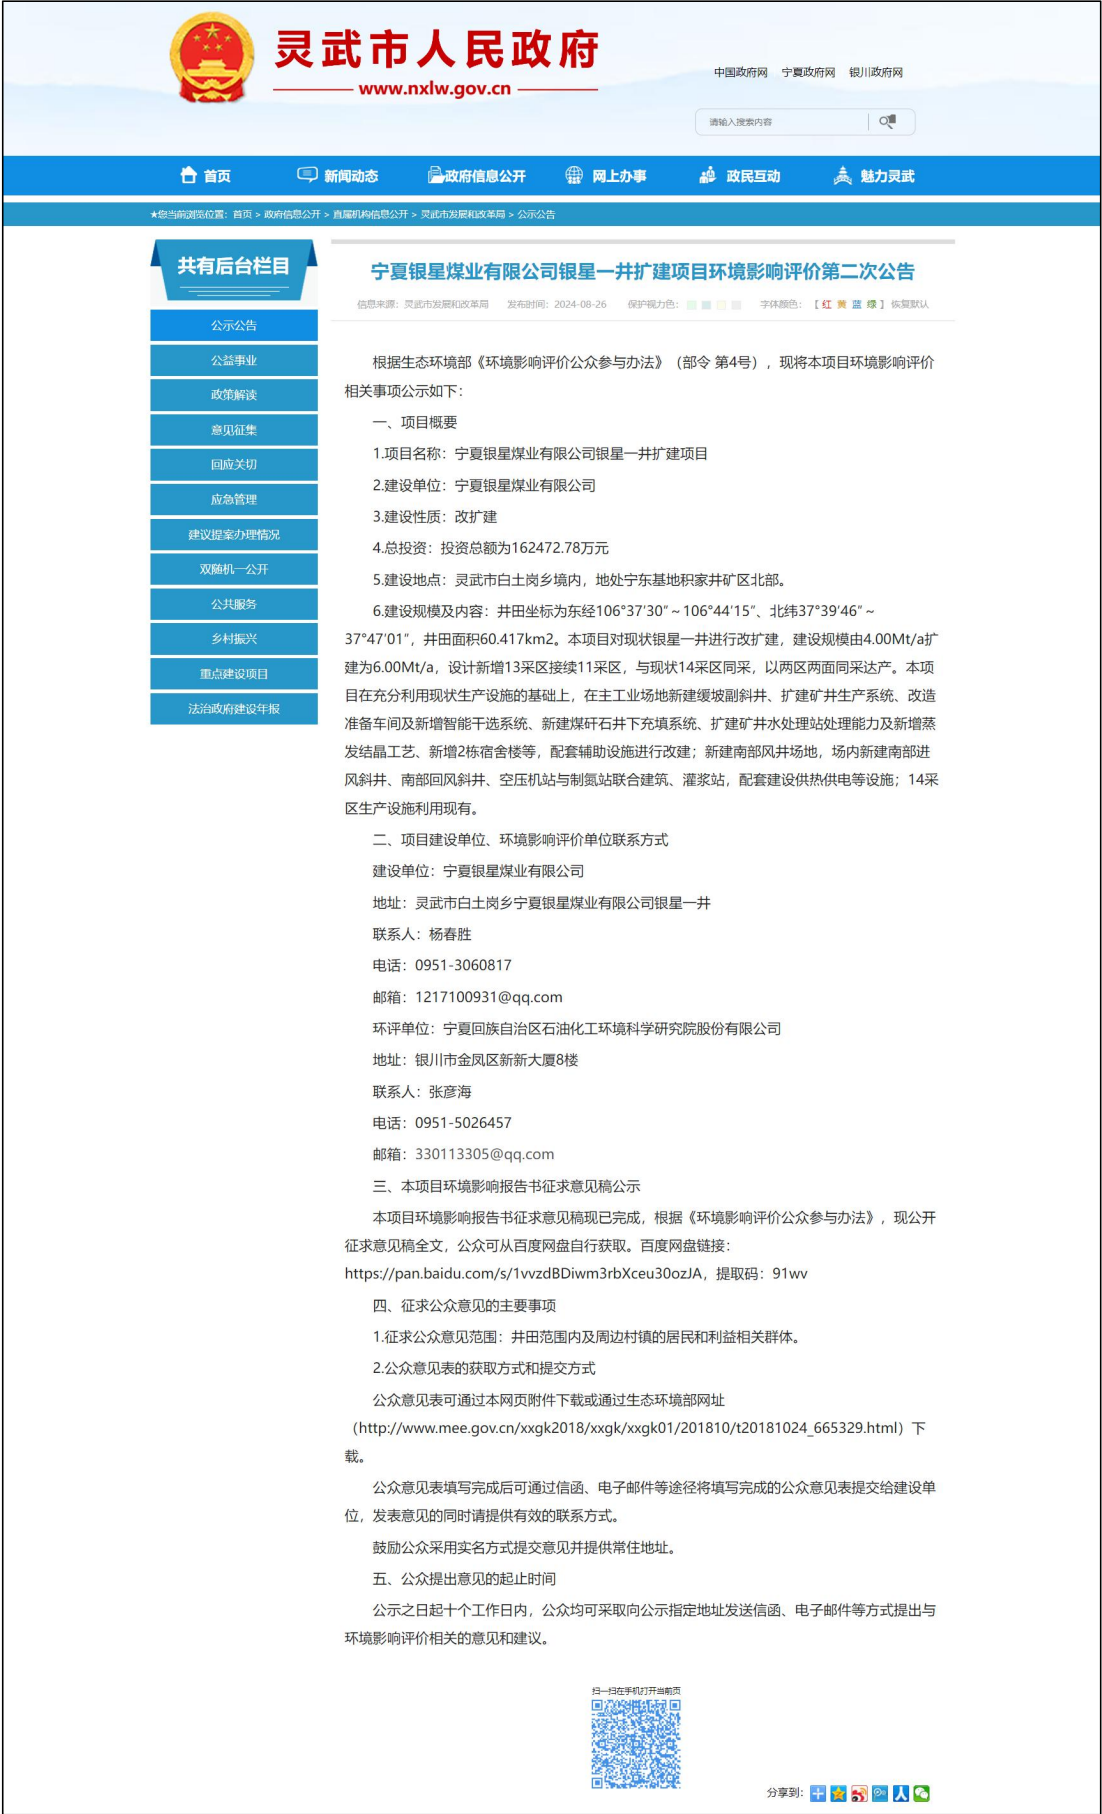 灵武市人民政府
www.nxlw.gov.cn
中国政府网 宁夏政府网 银川政府网
请输入搜索内容
首页 新闻动态 政府信息公开 网上办事 政民互动 魅力灵武
★您当前浏览位置：首页 > 政府信息公开 > 直属机构信息公开 > 灵武市发展和改革局 > 公示公告
共有后台栏目
公示公告
公益事业
政策解读
意见征集
回应关切
应急管理
建议提案办理情况
双随机一公开
公共服务
乡村振兴
重点建设项目
法治政府建设年报
宁夏银星煤业有限公司银星一井扩建项目环境影响评价第二次公告
信息来源：灵武市发展和改革局 发布时间：2024-08-26 保护视力色： 字体颜色：【 红 黄 蓝 绿 】恢复默认
根据生态环境部《环境影响评价公众参与办法》（部令 第4号），现将本项目环境影响评价
相关事项公示如下：
一、项目概要
1.项目名称：宁夏银星煤业有限公司银星一井扩建项目
2.建设单位：宁夏银星煤业有限公司
3.建设性质：改扩建
4.总投资：投资总额为162472.78万元
5.建设地点：灵武市白土岗乡境内，地处宁东基地积家井矿区北部。
6.建设规模及内容：井田坐标为东经106°37′30″～106°44′15″、北纬37°39′46″～
37°47′01″，井田面积60.417km2。本项目对现状银星一井进行改扩建，建设规模由4.00Mt/a扩
建为6.00Mt/a，设计新增13采区接续11采区，与现状14采区同采，以两区两面同采达产。本项
目在充分利用现状生产设施的基础上，在主工业场地新建缓坡副斜井、扩建矿井生产系统、改造
准备车间及新增智能干选系统、新建煤矸石井下充填系统、扩建矿井水处理站处理能力及新增蒸
发结晶工艺、新增2栋宿舍楼等，配套辅助设施进行改建；新建南部风井场地，场内新建南部进
风斜井、南部回风斜井、空压机站与制氮站联合建筑、灌浆站，配套建设供热供电等设施；14采
区生产设施利用现有。
二、项目建设单位、环境影响评价单位联系方式
建设单位：宁夏银星煤业有限公司
地址：灵武市白土岗乡宁夏银星煤业有限公司银星一井
联系人：杨春胜
电话：0951-3060817
邮箱：1217100931@qq.com
环评单位：宁夏回族自治区石油化工环境科学研究院股份有限公司
地址：银川市金凤区新新大厦8楼
联系人：张彦海
电话：0951-5026457
邮箱：330113305@qq.com
三、本项目环境影响报告书征求意见稿公示
本项目环境影响报告书征求意见稿现已完成，根据《环境影响评价公众参与办法》，现公开
征求意见稿全文，公众可从百度网盘自行获取。百度网盘链接：
https://pan.baidu.com/s/1vvzdBDiwm3rbXceu30ozJA，提取码：91wv
四、征求公众意见的主要事项
1.征求公众意见范围：井田范围内及周边村镇的居民和利益相关群体。
2.公众意见表的获取方式和提交方式
公众意见表可通过本网页附件下载或通过生态环境部网址
（http://www.mee.gov.cn/xxgk2018/xxgk/xxgk01/201810/t20181024_665329.html）下
载。
公众意见表填写完成后可通过信函、电子邮件等途径将填写完成的公众意见表提交给建设单
位，发表意见的同时请提供有效的联系方式。
鼓励公众采用实名方式提交意见并提供常住地址。
五、公众提出意见的起止时间
公示之日起十个工作日内，公众均可采取向公示指定地址发送信函、电子邮件等方式提出与
环境影响评价相关的意见和建议。
扫一扫在手机打开当前页
分享到：